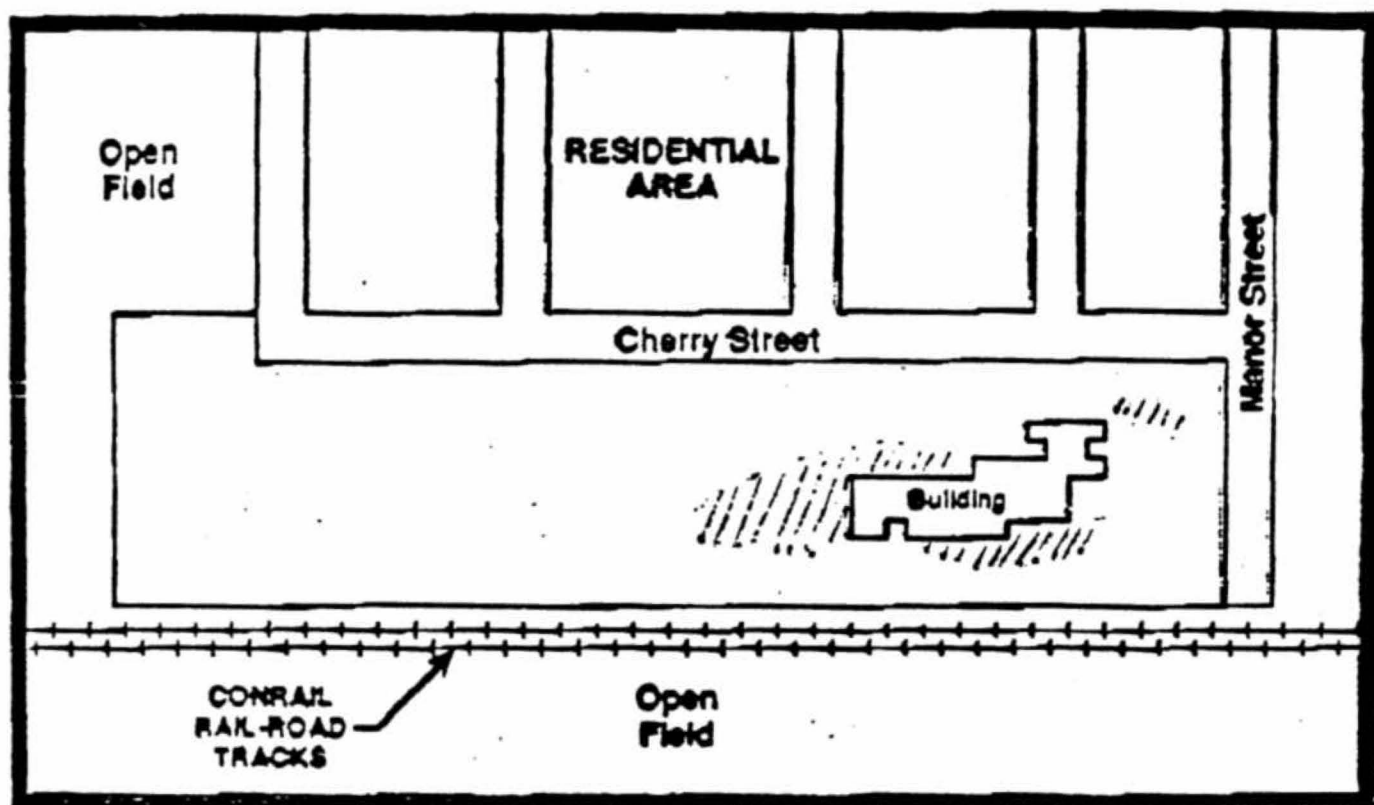 Open
Field
RESIDENTIAL
AREA
Manor Street
Cherry Street
Building
CONRAIL
RAIL-ROAD
TRACKS
Open
Field